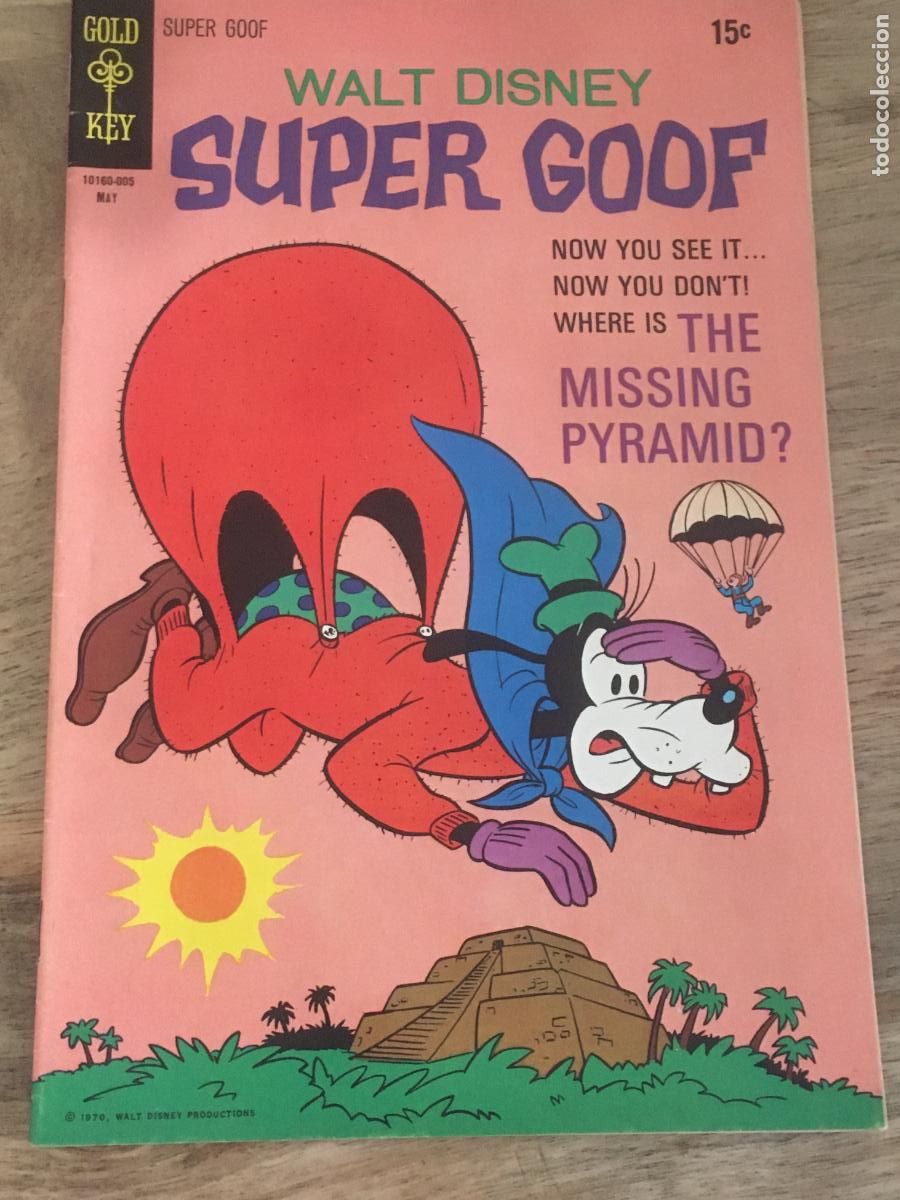 GOLD
KEY
SUPER GOOF
15c
WALT DISNEY
SUPER GOOF
10160-005
MAY
NOW YOU SEE IT...
NOW YOU DON'T!
WHERE IS THE
MISSING
PYRAMID?
© 1970, WALT DISNEY PRODUCTIONS
todocoleccion